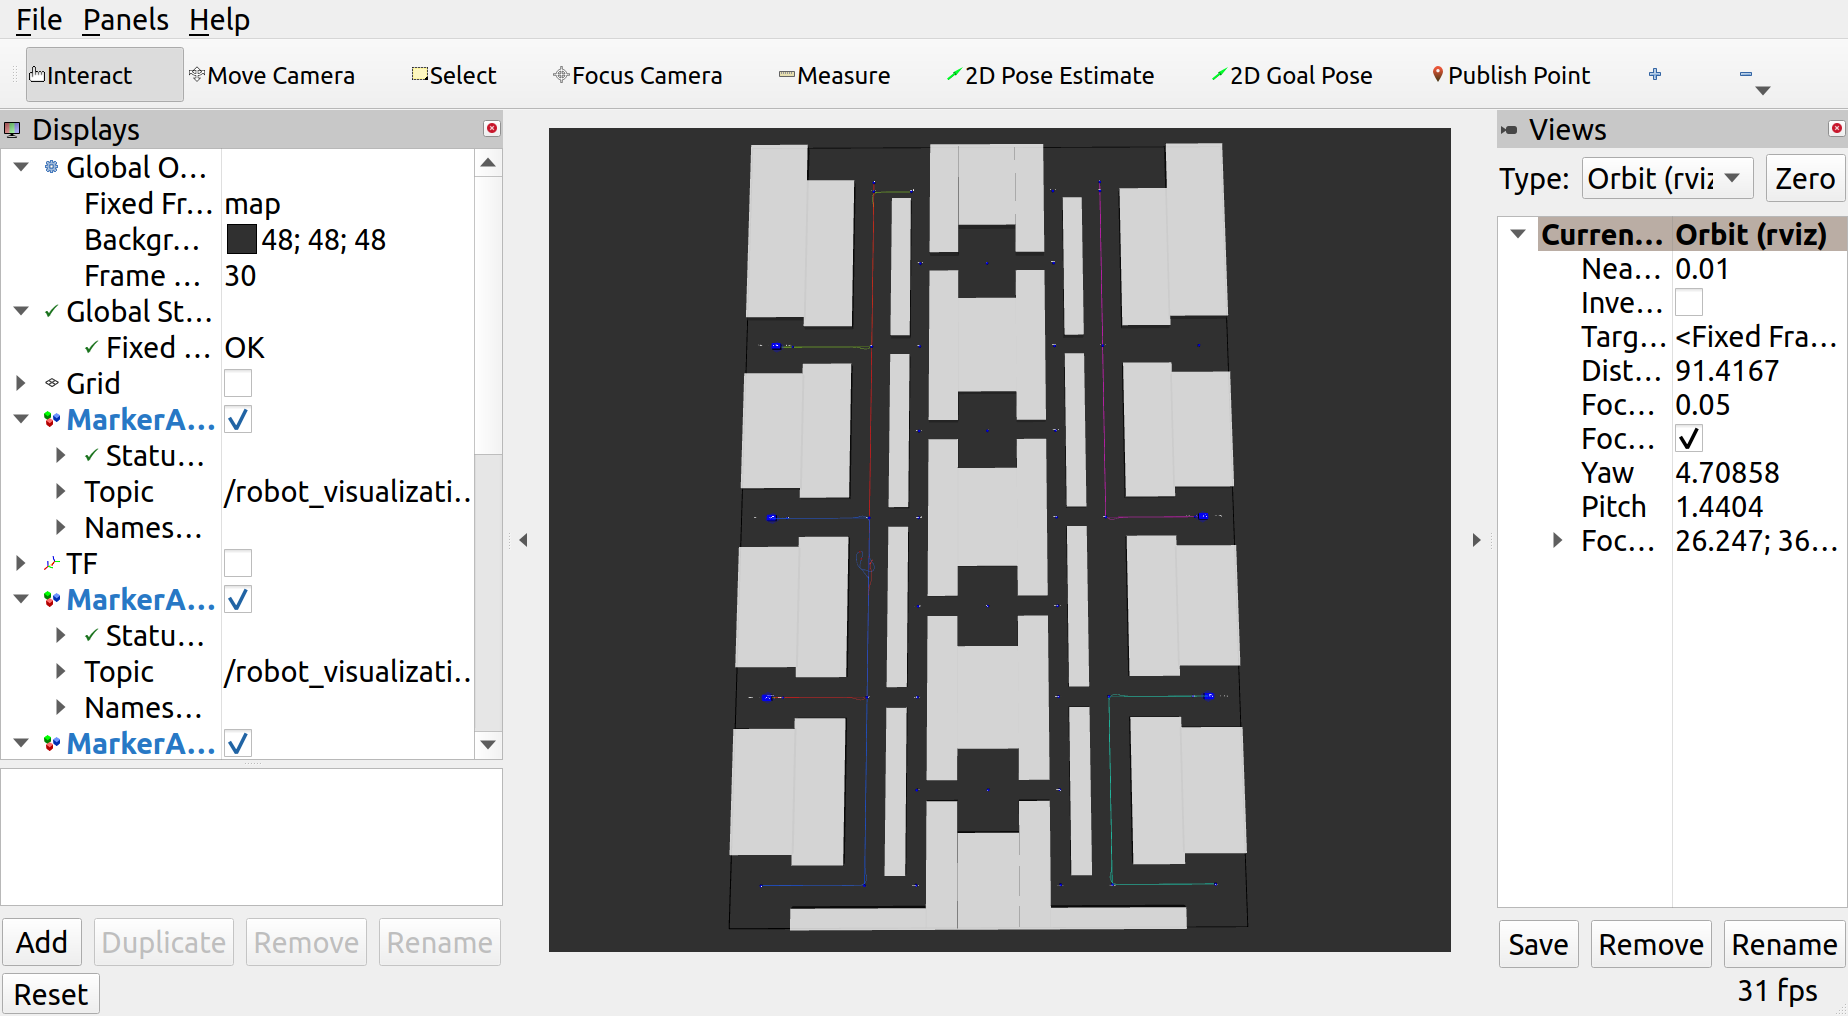 File Panels Help
Interact Move Camera Select Focus Camera Measure 2D Pose Estimate 2D Goal Pose Publish Point
Displays
Global O...
Fixed Fr... map
Backgr... 48; 48; 48
Frame ... 30
Global St...
Fixed ... OK
Grid
MarkerA...
Statu...
Topic /robot_visualizati..
Names...
TF
MarkerA...
Statu...
Topic /robot_visualizati..
Names...
MarkerA...
Add Duplicate Remove Rename
Reset
Views
Type: Orbit (rviz Zero
Curren... Orbit (rviz)
Nea... 0.01
Inve...
Targ... <Fixed Fra...
Dist... 91.4167
Foc... 0.05
Foc...
Yaw 4.70858
Pitch 1.4404
Foc... 26.247; 36...
Save Remove Rename
31 fps